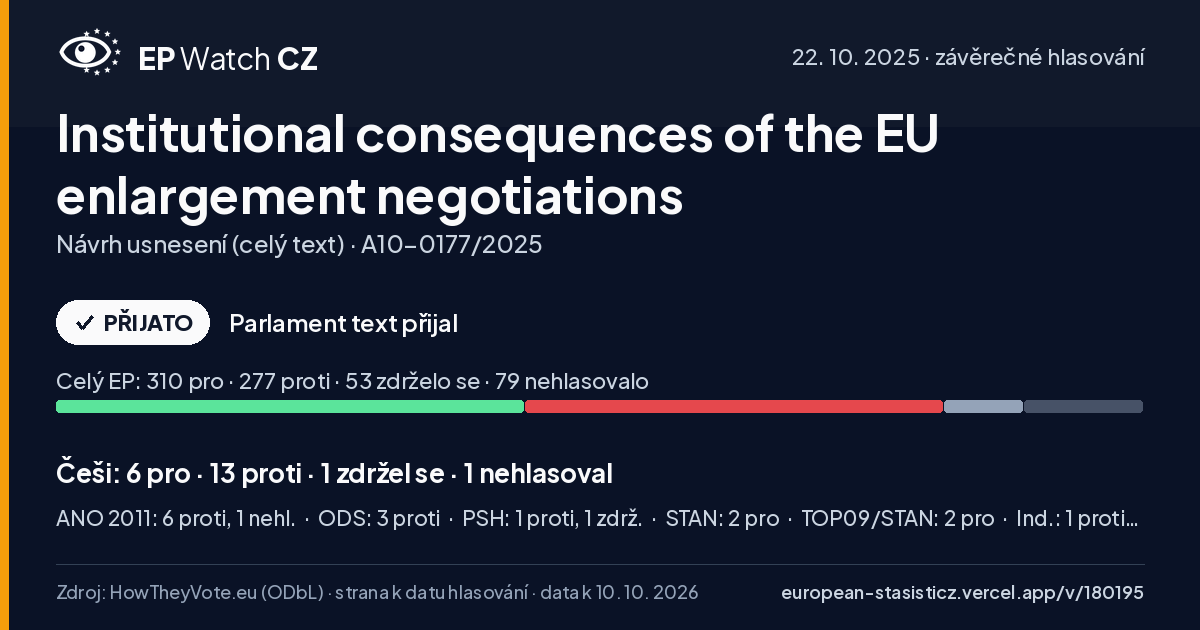 EP Watch CZ
22. 10. 2025 · závěrečné hlasování
Institutional consequences of the EU
enlargement negotiations
Návrh usnesení (celý text) · A10–0177/2025
✓ PŘIJATO
Parlament text přijal
Celý EP: 310 pro · 277 proti · 53 zdrželo se · 79 nehlasovalo
Češi: 6 pro · 13 proti · 1 zdržel se · 1 nehlasoval
ANO 2011: 6 proti, 1 nehl. · ODS: 3 proti · PSH: 1 proti, 1 zdrž. · STAN: 2 pro · TOP09/STAN: 2 pro · Ind.: 1 proti…
Zdroj: HowTheyVote.eu (ODbL) · strana k datu hlasování · data k 10. 10. 2026
european-stasisticz.vercel.app/v/180195